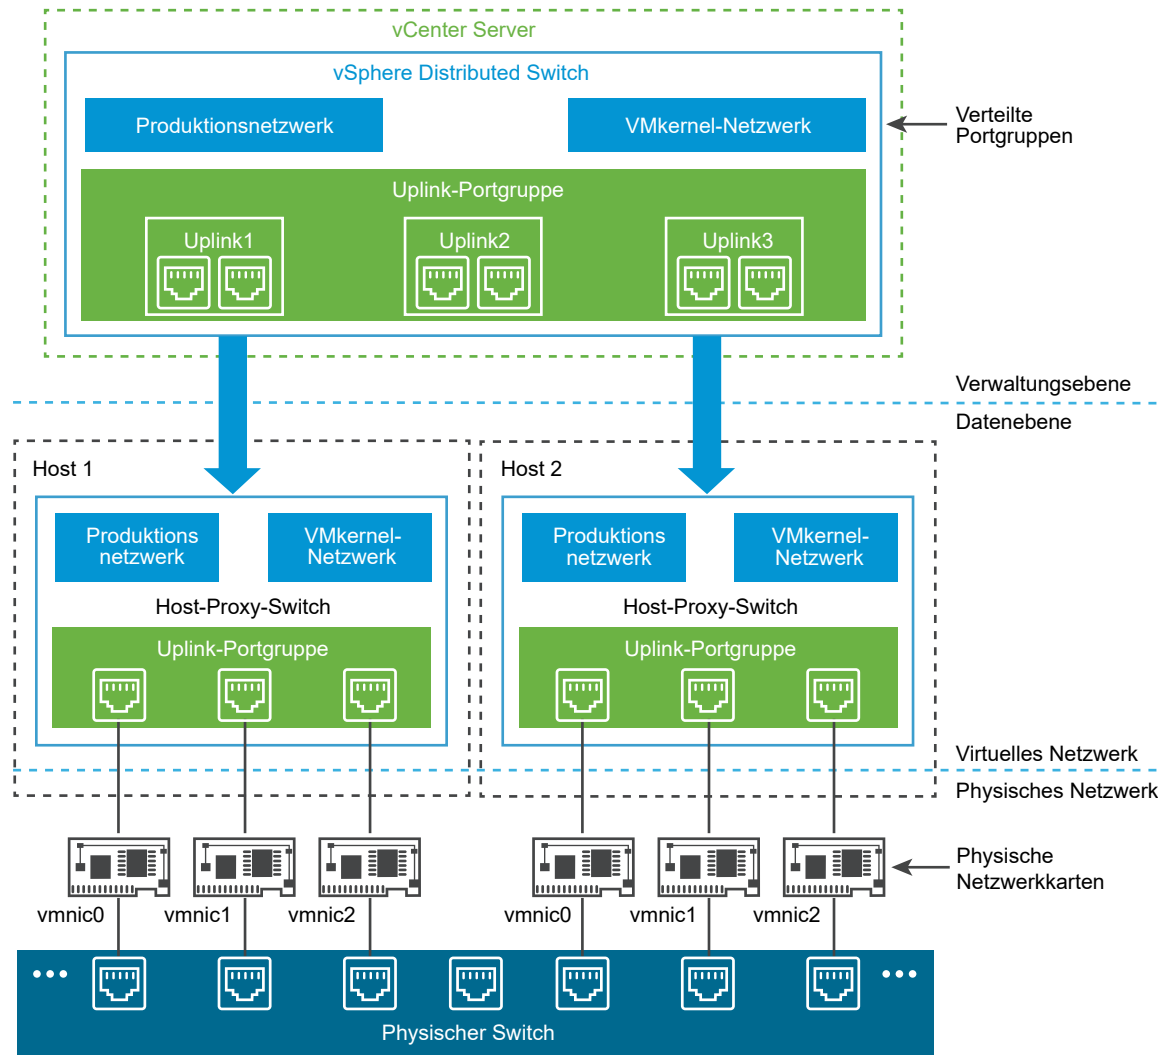 vCenter Server
vSphere Distributed Switch
Produktionsnetzwerk
VMkernel-Netzwerk
Verteilte
Portgruppen
Uplink-Portgruppe
Uplink1
Uplink2
Uplink3
Verwaltungsebene
Datenebene
Host 1
Produktions
netzwerk
VMkernel-
Netzwerk
Host-Proxy-Switch
Uplink-Portgruppe
Host 2
Produktions
netzwerk
VMkernel-
Netzwerk
Host-Proxy-Switch
Uplink-Portgruppe
Virtuelles Netzwerk
Physisches Netzwerk
Physische
Netzwerkkarten
vmnic0
vmnic1
vmnic2
vmnic0
vmnic1
vmnic2
Physischer Switch